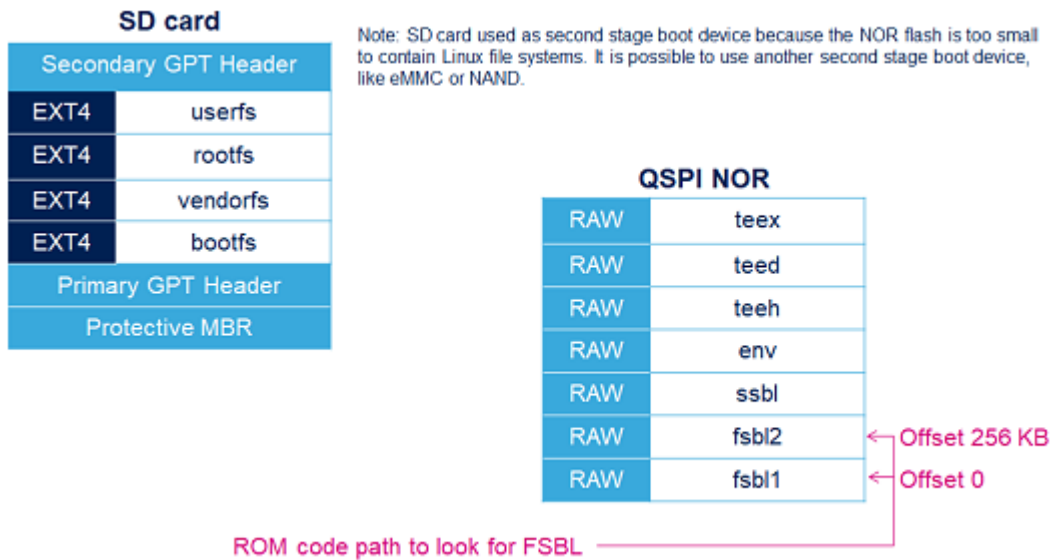 SD card
Secondary GPT Header
EXT4 userfs
EXT4 rootfs
EXT4 vendorfs
EXT4 bootfs
Primary GPT Header
Protective MBR
Note: SD card used as second stage boot device because the NOR flash is too small
to contain Linux file systems. It is possible to use another second stage boot device,
like eMMC or NAND.
QSPI NOR
RAW teex
RAW teed
RAW teeh
RAW env
RAW ssbl
RAW fsbl2 Offset 256 KB
RAW fsbl1 Offset 0
ROM code path to look for FSBL